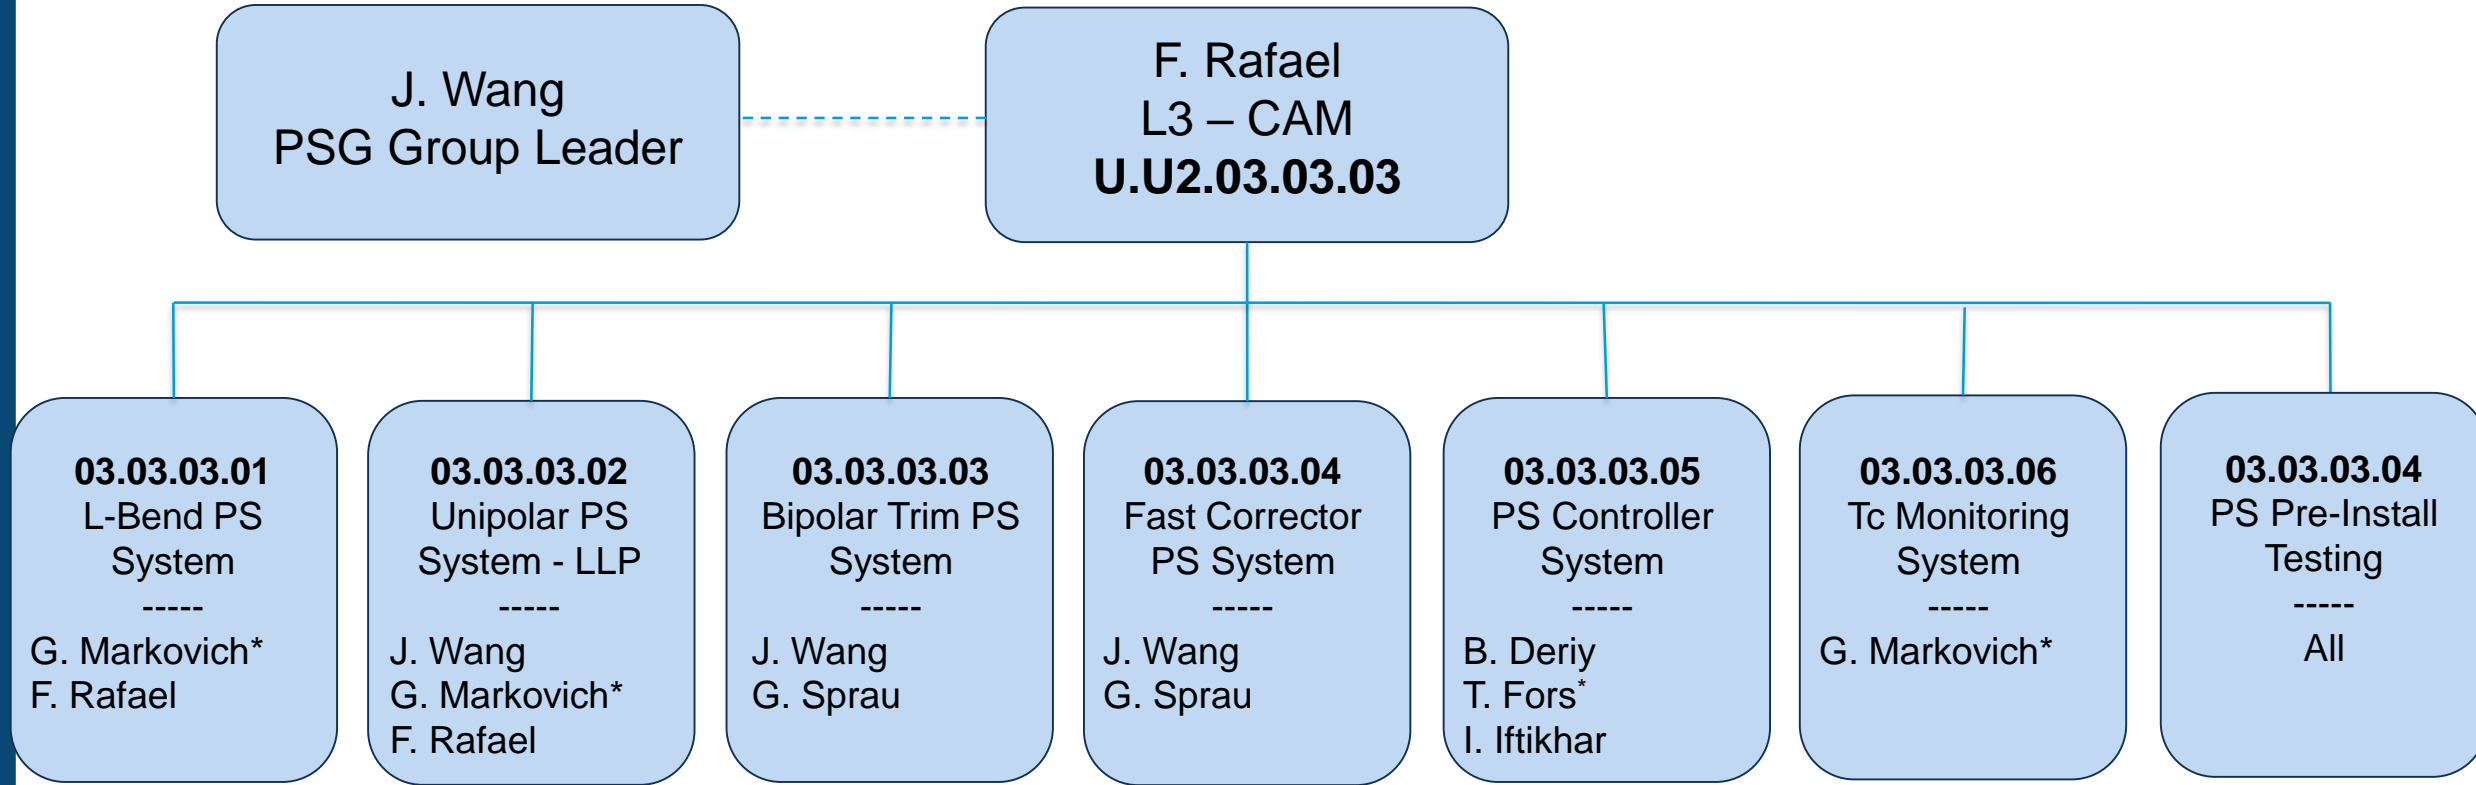 J. Wang
PSG Group Leader
F. Rafael
L3 – CAM
U.U2.03.03.03
03.03.03.01
L-Bend PS
System
-----
G. Markovich*
F. Rafael
03.03.03.02
Unipolar PS
System - LLP
-----
J. Wang
G. Markovich*
F. Rafael
03.03.03.03
Bipolar Trim PS
System
-----
J. Wang
G. Sprau
03.03.03.04
Fast Corrector
PS System
-----
J. Wang
G. Sprau
03.03.03.05
PS Controller
System
-----
B. Deriy
T. Fors*
I. Iftikhar
03.03.03.06
Tc Monitoring
System
-----
G. Markovich*
03.03.03.04
PS Pre-Install
Testing
-----
All